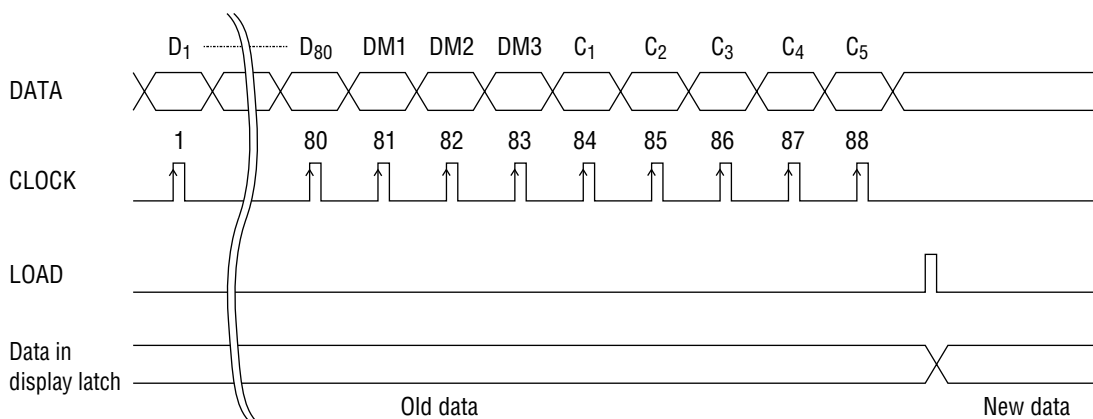 D₁ D₈₀ DM1 DM2 DM3 C₁ C₂ C₃ C₄ C₅
DATA
1 80 81 82 83 84 85 86 87 88
CLOCK
LOAD
Data in
display latch
Old data New data